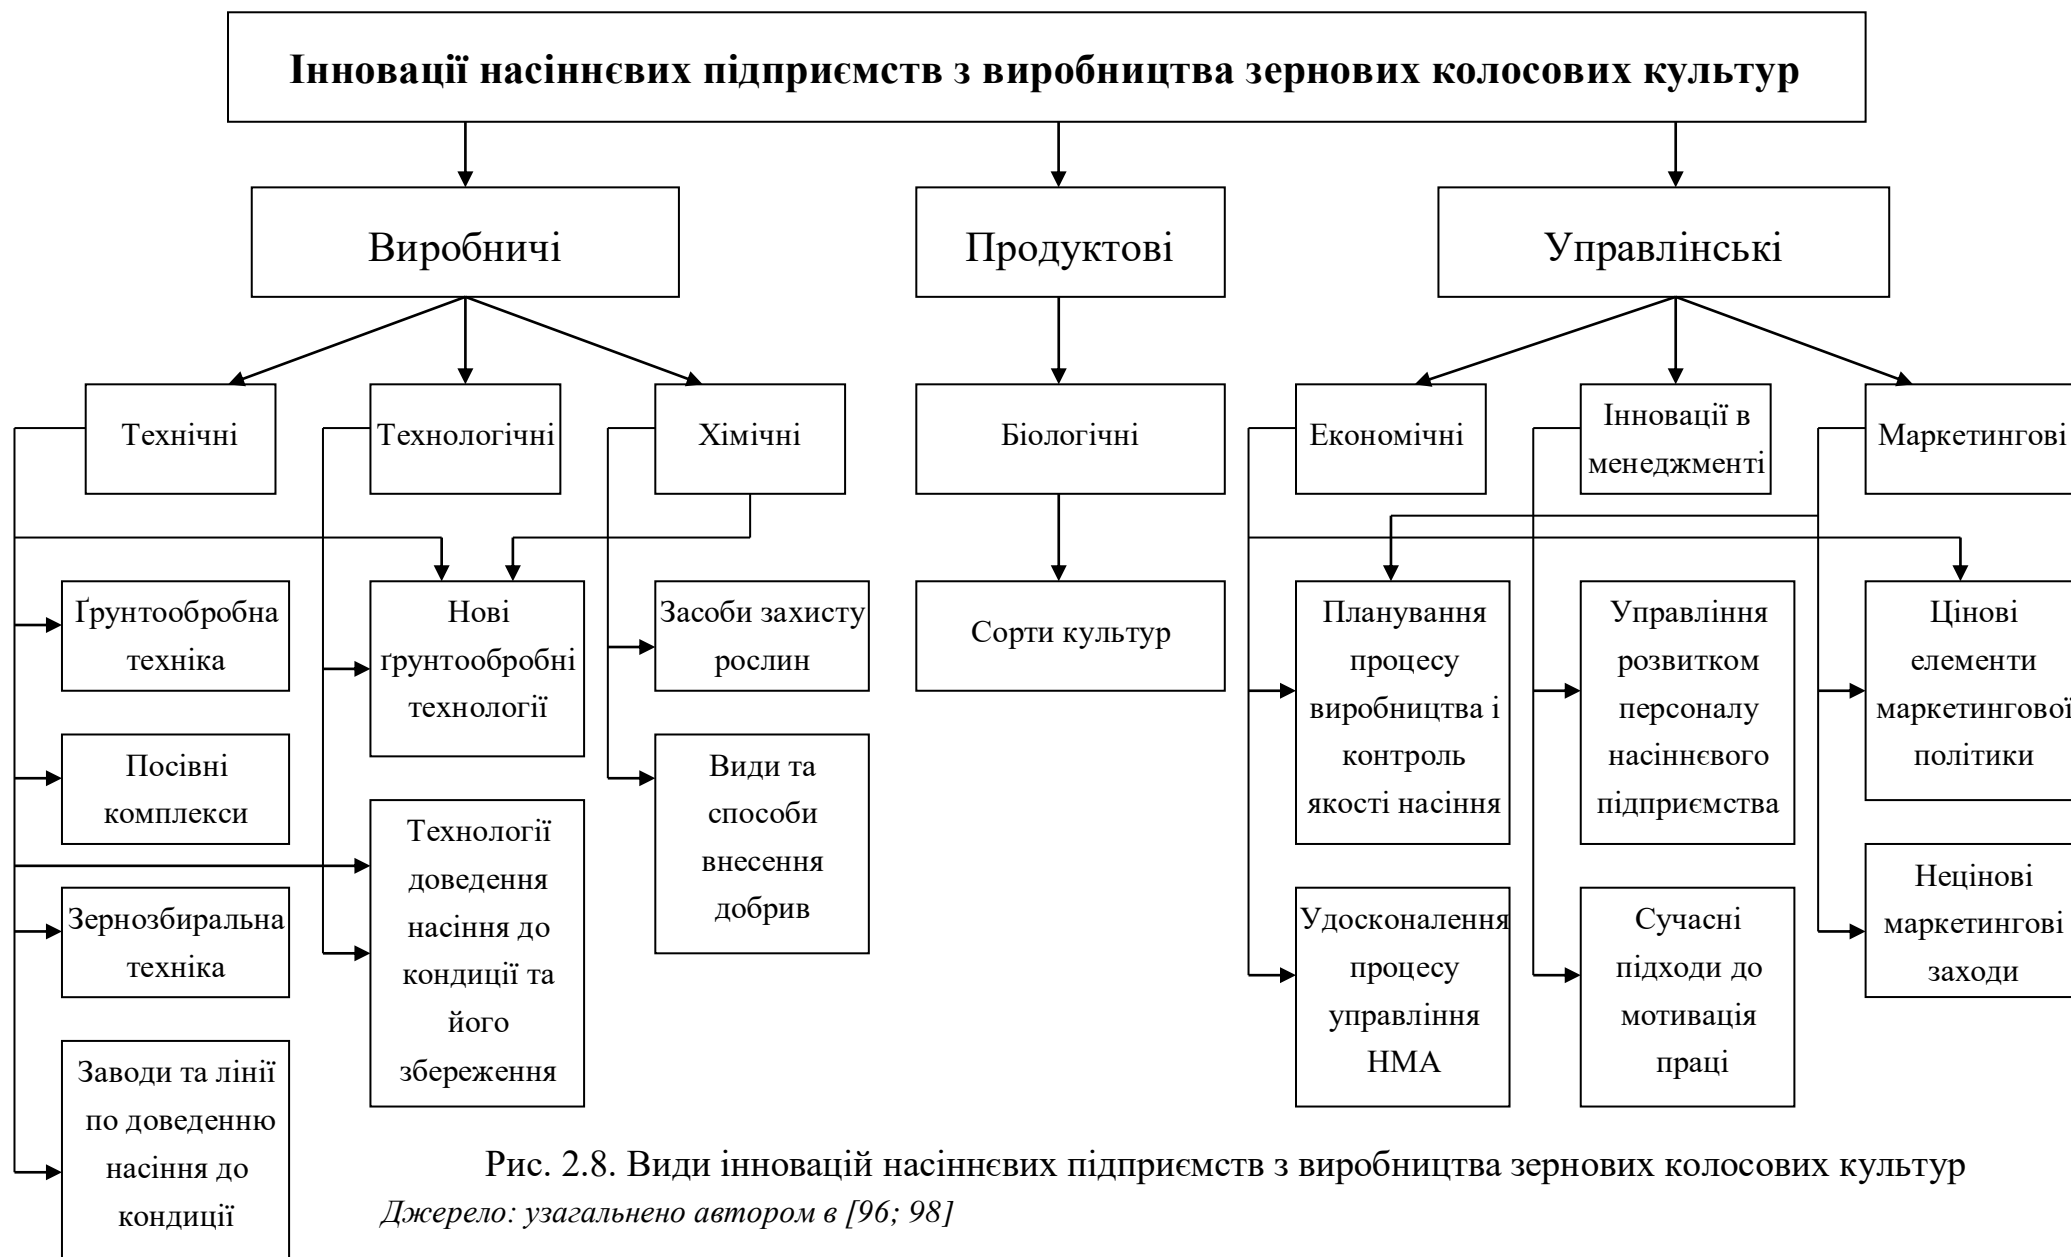 Інновації насіннєвих підприємств з виробництва зернових колосових культур
Виробничі
Продуктові
Управлінські
Технічні
Технологічні
Хімічні
Біологічні
Економічні
Інновації в
менеджменті
Маркетингові
Ґрунтообробна
техніка
Посівні
комплекси
Зернозбиральна
техніка
Заводи та лінії
по доведенню
насіння до
кондиції
Нові
ґрунтообробні
технології
Технології
доведення
насіння до
кондиції та
його
збереження
Засоби захисту
рослин
Види та
способи
внесення
добрив
Сорти культур
Планування
процесу
виробництва і
контроль
якості насіння
Удосконалення
процесу
управління
НМА
Управління
розвитком
персоналу
насіннєвого
підприємства
Сучасні
підходи до
мотивація
праці
Цінові
елементи
маркетингової
політики
Нецінові
маркетингові
заходи
Рис. 2.8. Види інновацій насіннєвих підприємств з виробництва зернових колосових культур
Джерело: узагальнено автором в [96; 98]